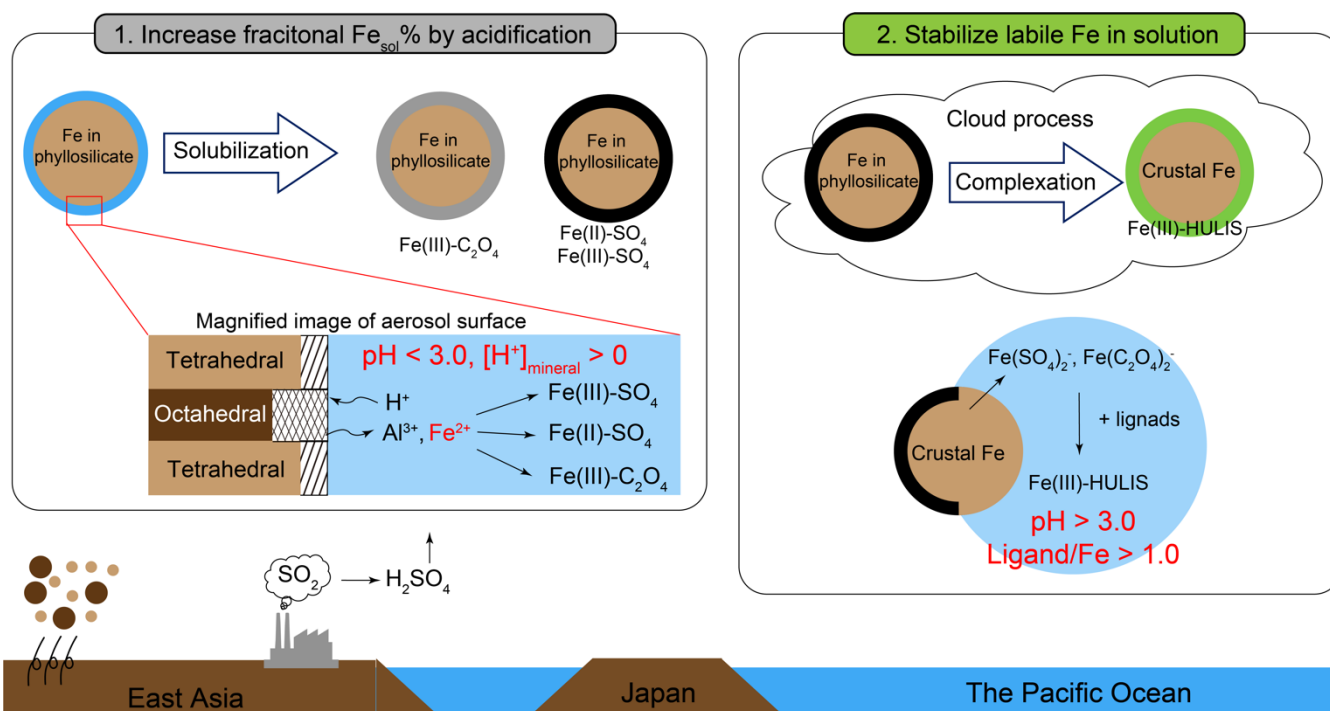 1. Increase fracitonal Fesol% by acidification
Fe in
phyllosilicate
Solubilization
Fe in
phyllosilicate
Fe(III)-C2O4
Fe in
phyllosilicate
Fe(II)-SO4
Fe(III)-SO4
Magnified image of aerosol surface
Tetrahedral
Octahedral
Tetrahedral
pH < 3.0, [H+]mineral > 0
H+
Al3+, Fe2+
Fe(III)-SO4
Fe(II)-SO4
Fe(III)-C2O4
2. Stabilize labile Fe in solution
Cloud process
Fe in
phyllosilicate
Complexation
Crustal Fe
Fe(III)-HULIS
Fe(SO4)2-, Fe(C2O4)2-
+ lignads
Crustal Fe
Fe(III)-HULIS
pH > 3.0
Ligand/Fe > 1.0
SO2
H2SO4
East Asia
Japan
The Pacific Ocean